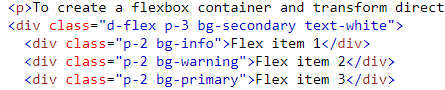 <p>To create a flexbox container and transform direct
<div class="d-flex p-3 bg-secondary text-white">
<div class="p-2 bg-info">Flex item 1</div>
<div class="p-2 bg-warning">Flex item 2</div>
<div class="p-2 bg-primary">Flex item 3</div>